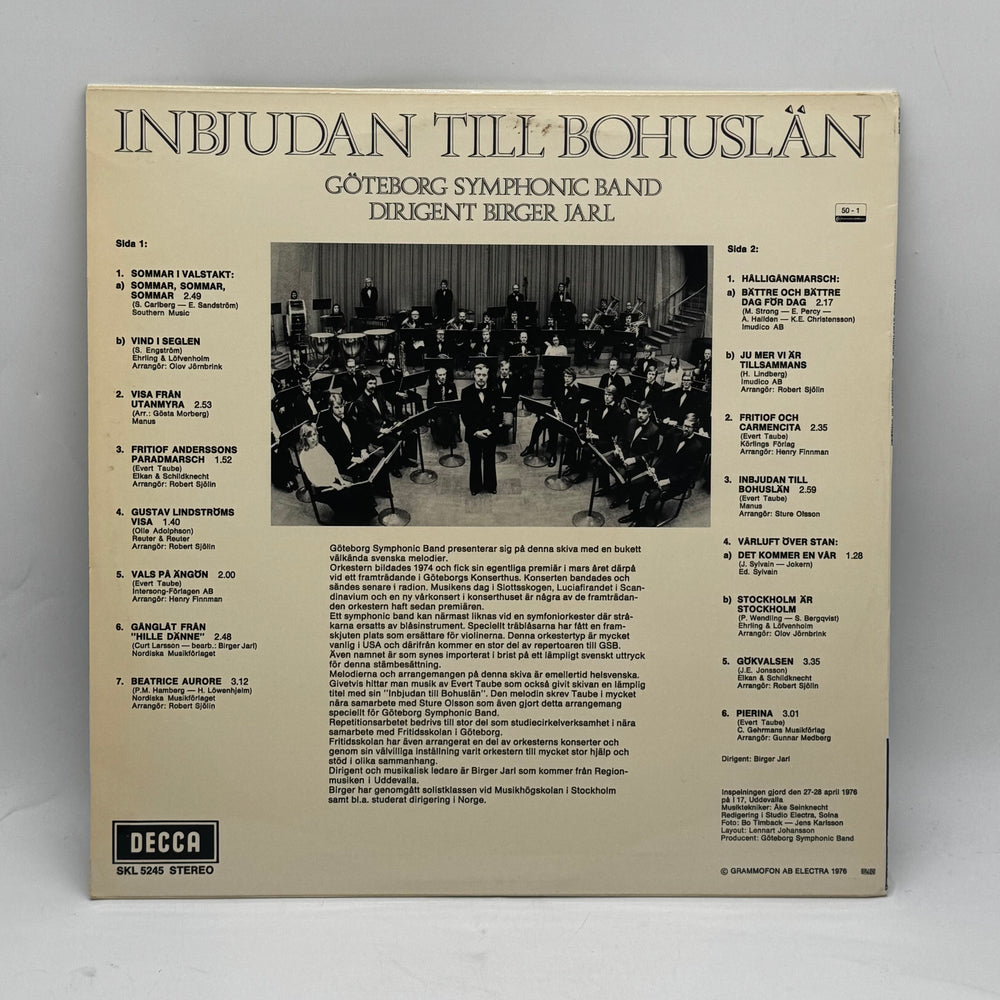 INBJUDAN TILL BOHUSLÄN
GÖTEBORG SYMPHONIC BAND
DIRIGENT BIRGER JARL
50 - 1
Sida 1:
1. SOMMAR I VALSTAKT:
a) SOMMAR, SOMMAR,
SOMMAR 2.49
(S. Carlberg — E. Sandström)
Southern Music
b) VIND I SEGLEN
(S. Engström)
Ehrling & Löfvenholm
Arrangör: Olov Jörnbrink
2. VISA FRÅN
UTANMYRA 2.53
(Arr.: Gösta Morberg)
Manus
3. FRITIOF ANDERSSONS
PARADMARSCH 1.52
(Evert Taube)
Elkan & Schildknecht
Arrangör: Robert Sjölin
4. GUSTAV LINDSTRÖMS
VISA 1.40
(Olle Adolphson)
Reuter & Reuter
Arrangör: Robert Sjölin
5. VALS PÅ ÄNGÖN 2.00
(Evert Taube)
Intersong-Förlagen AB
Arrangör: Henry Finnman
6. GÅNGLÅT FRÅN
"HILLE DÄNNE" 2.48
(Curt Larsson — bearb.: Birger Jarl)
Nordiska Musikförlaget
7. BEATRICE AURORE 3.12
(P.M. Hamberg — H. Löwenhjelm)
Nordiska Musikförlaget
Arrangör: Robert Sjölin
Göteborg Symphonic Band presenterar sig på denna skiva med en bukett
välkända svenska melodier.
Orkestern bildades 1974 och fick sin egentliga premiär i mars året därpå
vid ett framträdande i Göteborgs Konserthus. Konserten bandades och
sändes senare i radion. Musikens dag i Slottsskogen, Luciafirandet i Scan-
dinavium och en ny vårkonsert i konserthuset är några av de framträdan-
den orkestern haft sedan premiären.
Ett symphonic band kan närmast liknas vid en symfoniorkester där strå-
karna ersatts av blåsinstrument. Speciellt träblåsarna har fått en fram-
skjuten plats som ersättare för violinerna. Denna orkestertyp är mycket
vanlig i USA och därifrån kommer en stor del av repertoaren till GSB.
Även namnet är som synes importerat i brist på ett lämpligt svenskt uttryck
för denna stämbesättning.
Melodierna och arrangemangen på denna skiva är emellertid helsvenska.
Givetvis hittar man musik av Evert Taube som också givit skivan en lämplig
titel med sin "Inbjudan till Bohuslän". Den melodin skrev Taube i mycket
nära samarbete med Sture Olsson som även gjort detta arrangemang
speciellt för Göteborg Symphonic Band.
Repetitionsarbetet bedrivs till stor del som studiecirkelverksamhet i nära
samarbete med Fritidsskolan i Göteborg.
Fritidsskolan har även arrangerat en del av orkesterns konserter och
genom sin välvilliga inställning varit orkestern till mycket stor hjälp och
stöd i olika sammanhang.
Dirigent och musikalisk ledare är Birger Jarl som kommer från Region-
musiken i Uddevalla.
Birger har genomgått solistklassen vid Musikhögskolan i Stockholm
samt bl.a. studerat dirigering i Norge.
Sida 2:
1. HÄLLIGÅNGMARSCH:
a) BÄTTRE OCH BÄTTRE
DAG FÖR DAG 2.17
(M. Strong — E. Percy —
A. Hallden — K.E. Christensson)
Imudico AB
b) JU MER VI ÄR
TILLSAMMANS
(H. Lindberg)
Imudico AB
Arrangör: Robert Sjölin
2. FRITIOF OCH
CARMENCITA 2.35
(Evert Taube)
Körlings Förlag
Arrangör: Henry Finnman
3. INBJUDAN TILL
BOHUSLÄN 2.59
(Evert Taube)
Manus
Arrangör: Sture Olsson
4. VÅRLUFT ÖVER STAN:
a) DET KOMMER EN VÅR 1.28
(J. Sylvain — Jokern)
Ed. Sylvain
b) STOCKHOLM ÄR
STOCKHOLM
(P. Wendling — S. Bergqvist)
Ehrling & Löfvenholm
Arrangör: Olov Jörnbrink
5. GÖKVALSEN 3.35
(J.E. Jonsson)
Elkan & Schildknecht
Arrangör: Robert Sjölin
6. PIERINA 3.01
(Evert Taube)
C. Gehrmans Musikförlag
Arrangör: Gunnar Medberg
Dirigent: Birger Jarl
Inspelningen gjord den 27-28 april 1976
på I 17, Uddevalla
Musiktekniker: Åke Seinknecht
Redigering i Studio Electra, Solna
Foto: Bo Timback — Jens Karlsson
Layout: Lennart Johansson
Producent: Göteborg Symphonic Band
DECCA
SKL 5245 STEREO
© GRAMMOFON AB ELECTRA 1976